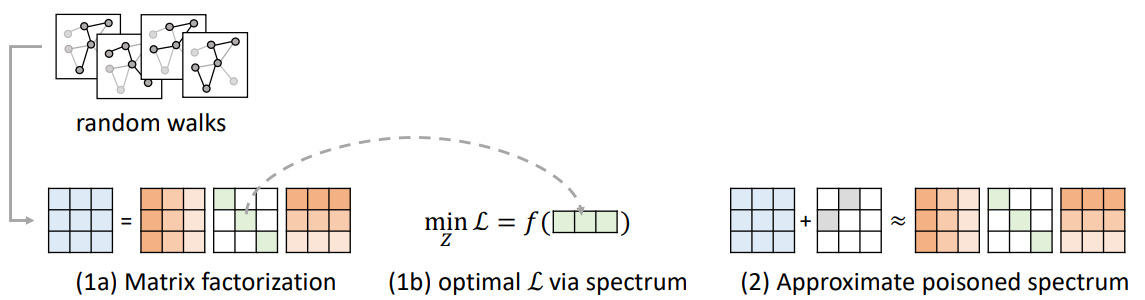 random walks
=
min ℒ = f( )
Z
+ ≈
(1a) Matrix factorization
(1b) optimal ℒ via spectrum
(2) Approximate poisoned spectrum